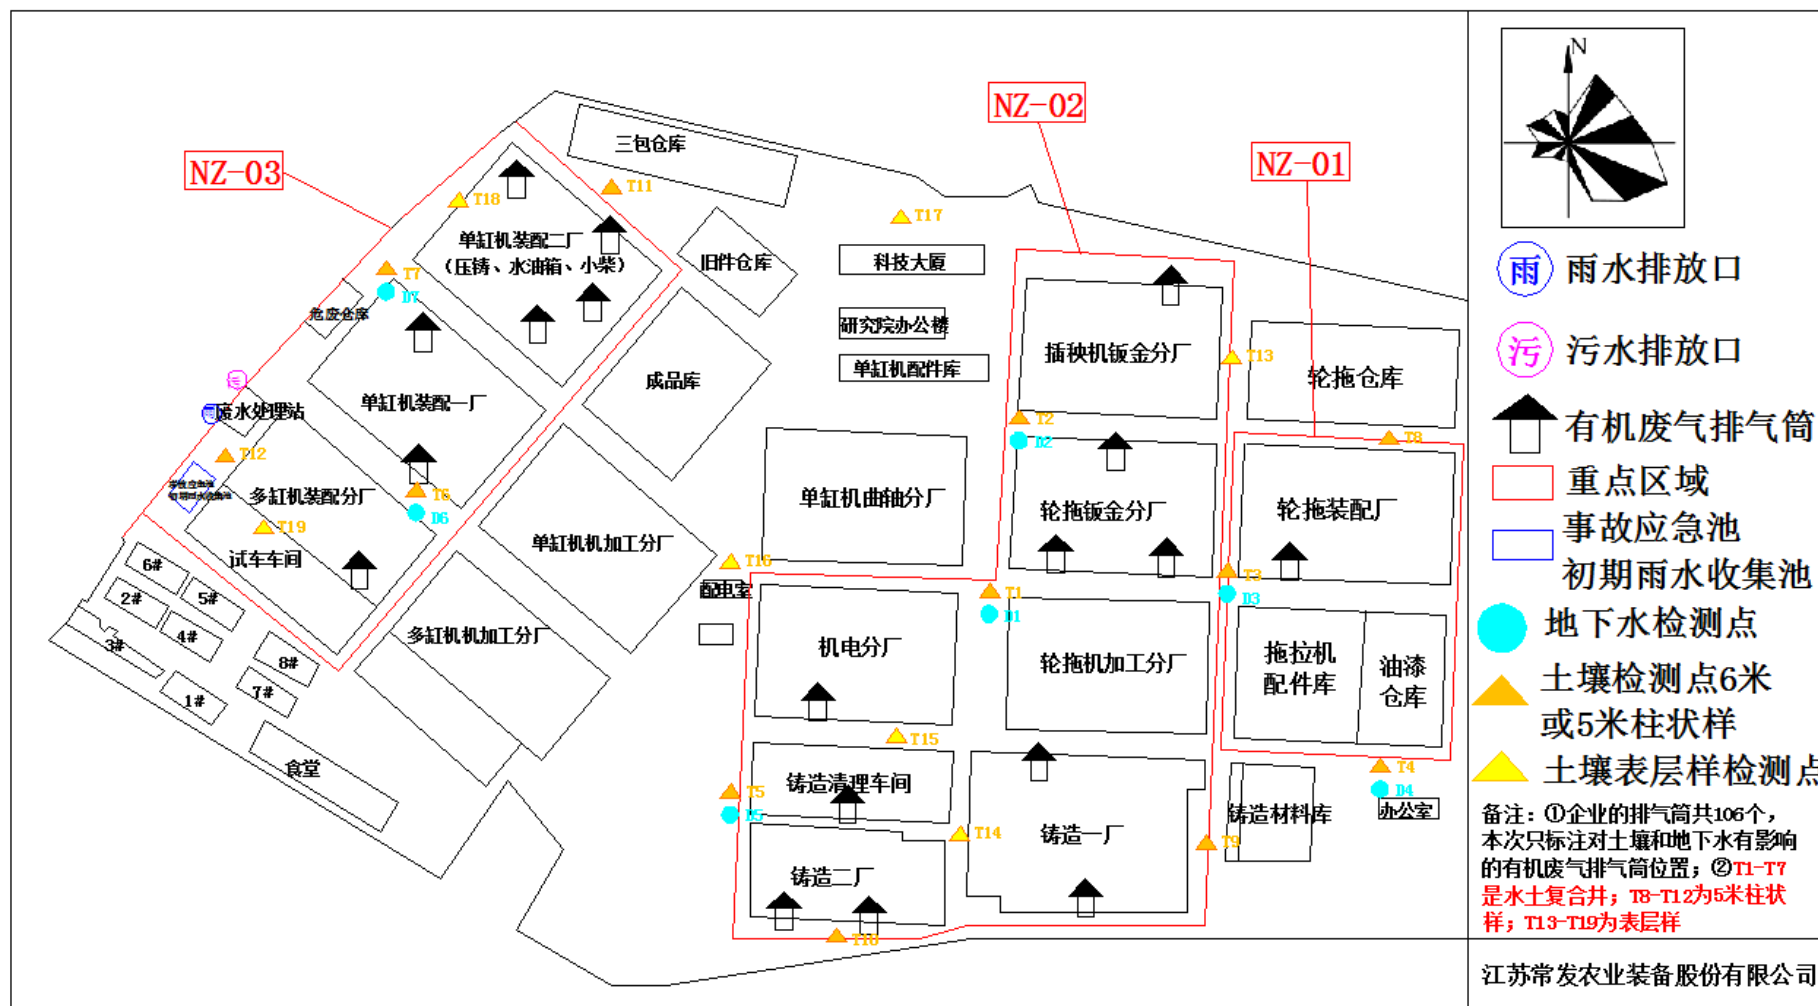 N
NZ-02
NZ-01
NZ-03
三包仓库
T11
T18
T17
单缸机装配二厂
（压铸、水油箱、小柴）
旧件仓库
科技大厦
T7
D7
危废仓库
研究院办公楼
单缸机配件库
插秧机钣金分厂
T13
轮拖仓库
成品库
单缸机装配一厂
污
雨
废水处理站
T2
D2
T8
T12
事故应急池
初期雨水收集池
多缸机装配分厂
T6
D6
T19
试车车间
单缸机曲轴分厂
轮拖钣金分厂
轮拖装配厂
单缸机机加工分厂
T16
配电室
T1
D1
T3
D3
6#
2#
5#
3#
4#
8#
7#
1#
食堂
多缸机机加工分厂
机电分厂
轮拖机加工分厂
拖拉机
配件库
油漆
仓库
T15
T5
D5
铸造清理车间
T14
铸造一厂
T9
铸造材料库
T4
D4
办公室
铸造二厂
T10
雨 雨水排放口
污 污水排放口
有机废气排气筒
重点区域
事故应急池
初期雨水收集池
地下水检测点
土壤检测点6米
或5米柱状样
土壤表层样检测点
备注：①企业的排气筒共106个，
本次只标注对土壤和地下水有影响
的有机废气排气筒位置；②T1-T7
是水土复合井；T8-T12为5米柱状
样；T13-T19为表层样
江苏常发农业装备股份有限公司